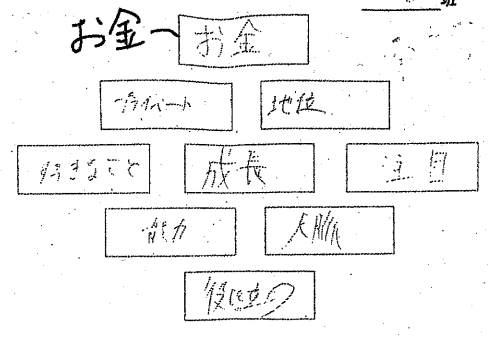 班
お金〜 お金
プライベート 地位
好きなこと 成長 注目
能力 人脈
役に立つ